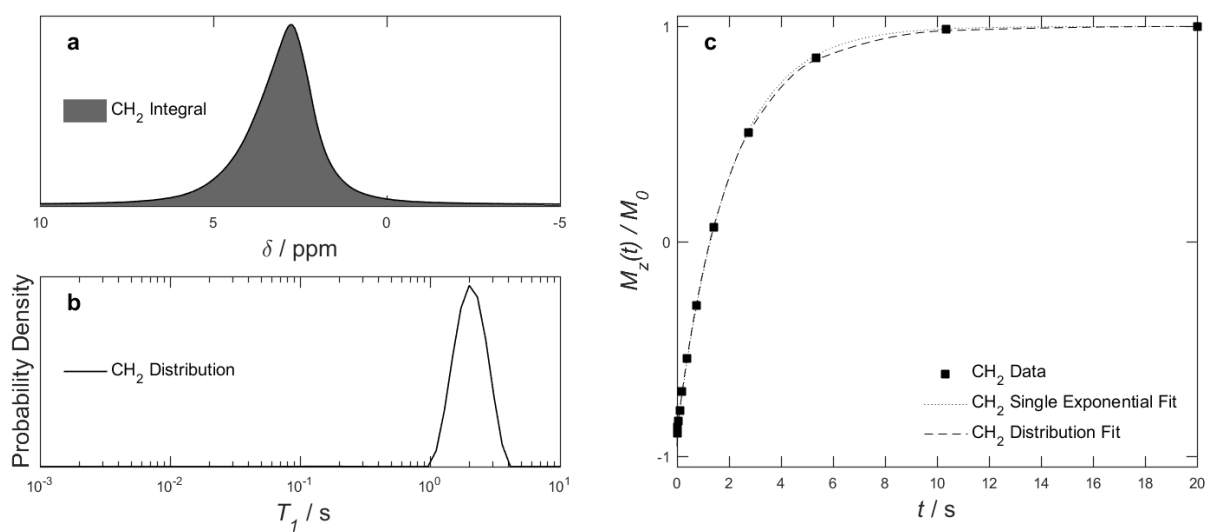 a
CH₂ Integral
10
5
0
-5
δ / ppm
b
CH₂ Distribution
Probability Density
10⁻³
10⁻²
10⁻¹
10⁰
10¹
T₁ / s
c
1
0
-1
M_z(t) / M₀
CH₂ Data
CH₂ Single Exponential Fit
CH₂ Distribution Fit
0 2 4 6 8 10 12 14 16 18 20
t / s